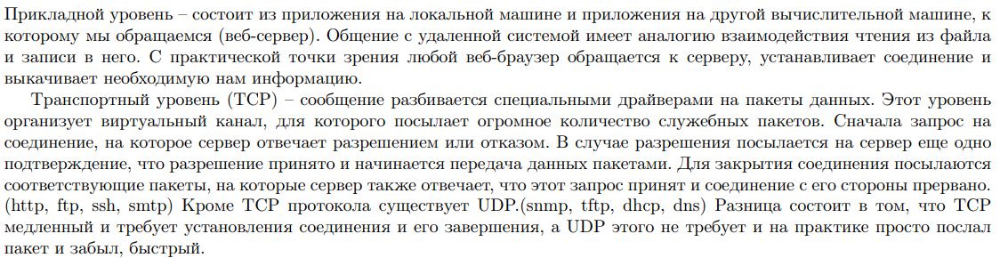 Прикладной уровень – состоит из приложения на локальной машине и приложения на другой вычислительной машине, к
которому мы обращаемся (веб-сервер). Общение с удаленной системой имеет аналогию взаимодействия чтения из файла
и записи в него. С практической точки зрения любой веб-браузер обращается к серверу, устанавливает соединение и
выкачивает необходимую нам информацию.
Транспортный уровень (TCP) – сообщение разбивается специальными драйверами на пакеты данных. Этот уровень
организует виртуальный канал, для которого посылает огромное количество служебных пакетов. Сначала запрос на
соединение, на которое сервер отвечает разрешением или отказом. В случае разрешения посылается на сервер еще одно
подтверждение, что разрешение принято и начинается передача данных пакетами. Для закрытия соединения посылаются
соответствующие пакеты, на которые сервер также отвечает, что этот запрос принят и соединение с его стороны прервано.
(http, ftp, ssh, smtp) Кроме TCP протокола существует UDP.(snmp, tftp, dhcp, dns) Разница состоит в том, что TCP
медленный и требует установления соединения и его завершения, а UDP этого не требует и на практике просто послал
пакет и забыл, быстрый.